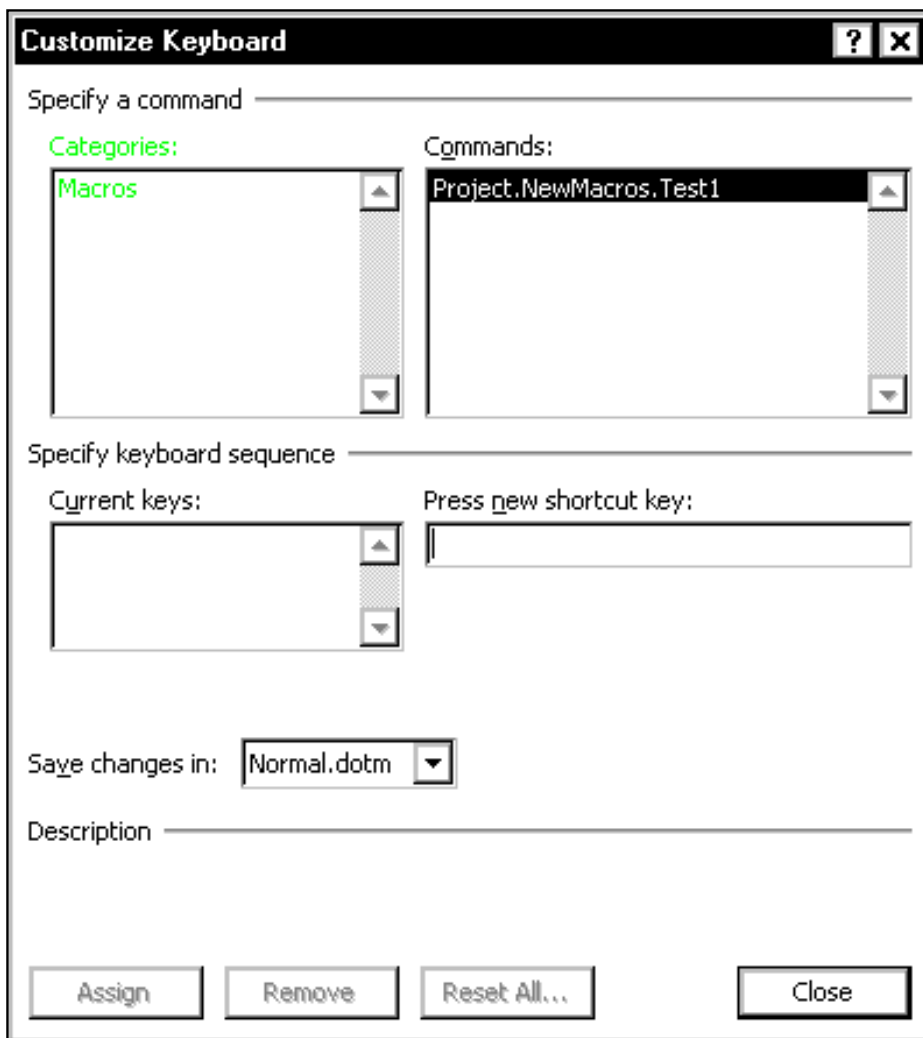 Customize Keyboard ? X
Specify a command
Categories: Commands:
Macros Project.NewMacros.Test1
Specify keyboard sequence
Current keys: Press new shortcut key:
Save changes in: Normal.dotm
Description
Assign Remove Reset All... Close